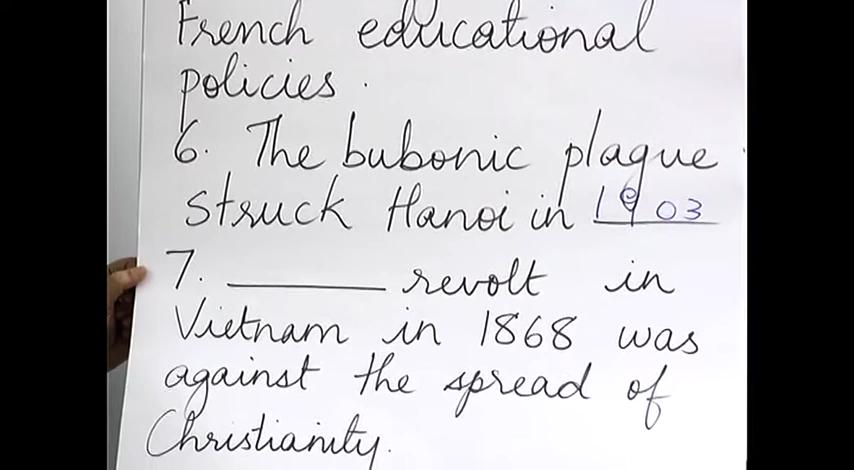 French educational
policies.
6. The bubonic plague
struck Hanoi in 1903
7. ________ revolt in
Vietnam in 1868 was
against the spread of
Christianity.